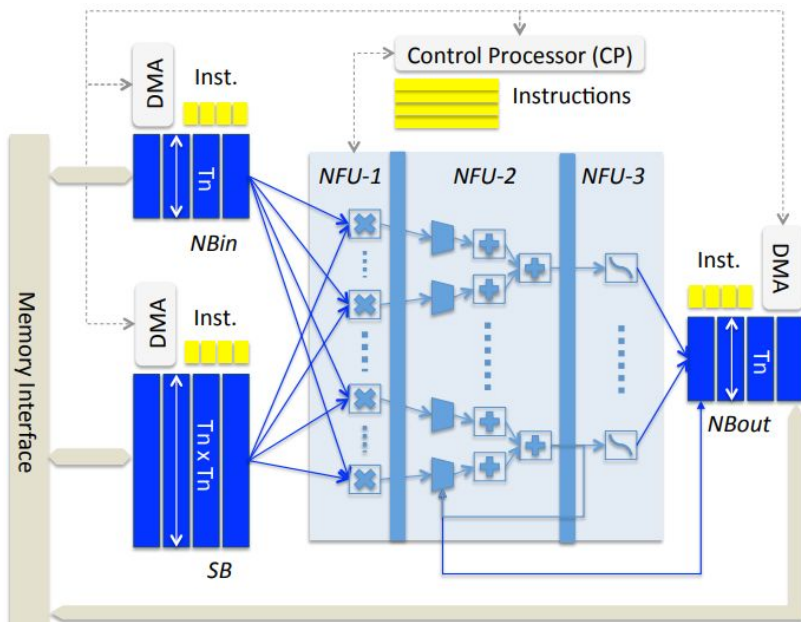 Control Processor (CP)
Instructions
DMA
Inst.
Tn
NBin
DMA
Inst.
Tn x Tn
SB
Memory Interface
NFU-1
NFU-2
NFU-3
Inst.
DMA
Tn
NBout